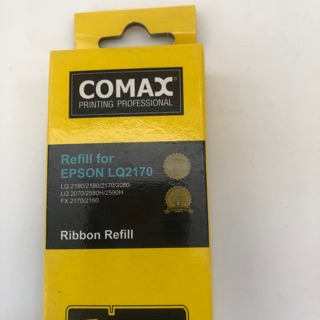 COMAX
PRINTING PROFESSIONAL
Refill for
EPSON LQ2170
LQ 2190/2180/2170/2080
LQ 2070/2580H/2590H
FX 2170/2180
Ribbon Refill